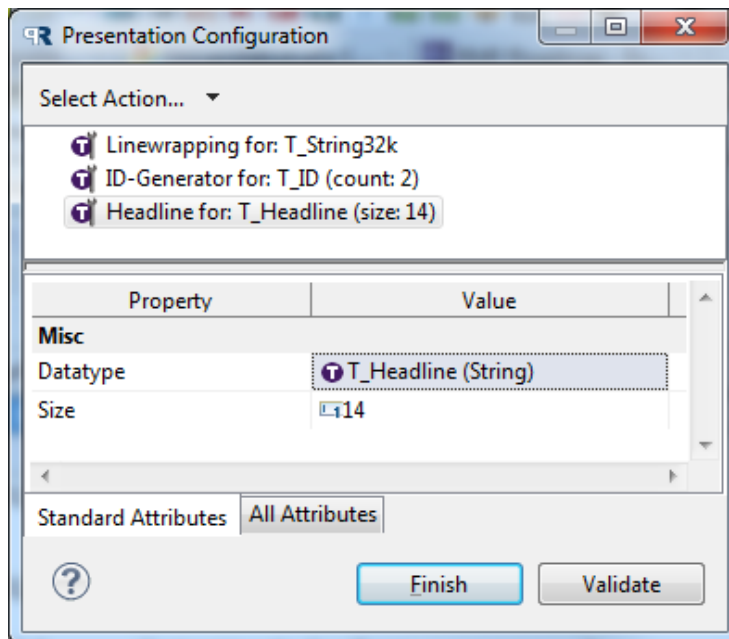 Presentation Configuration
Select Action...
Linewrapping for: T_String32k
ID-Generator for: T_ID (count: 2)
Headline for: T_Headline (size: 14)
Property Value
Misc
Datatype T_Headline (String)
Size 14
Standard Attributes All Attributes
Finish Validate